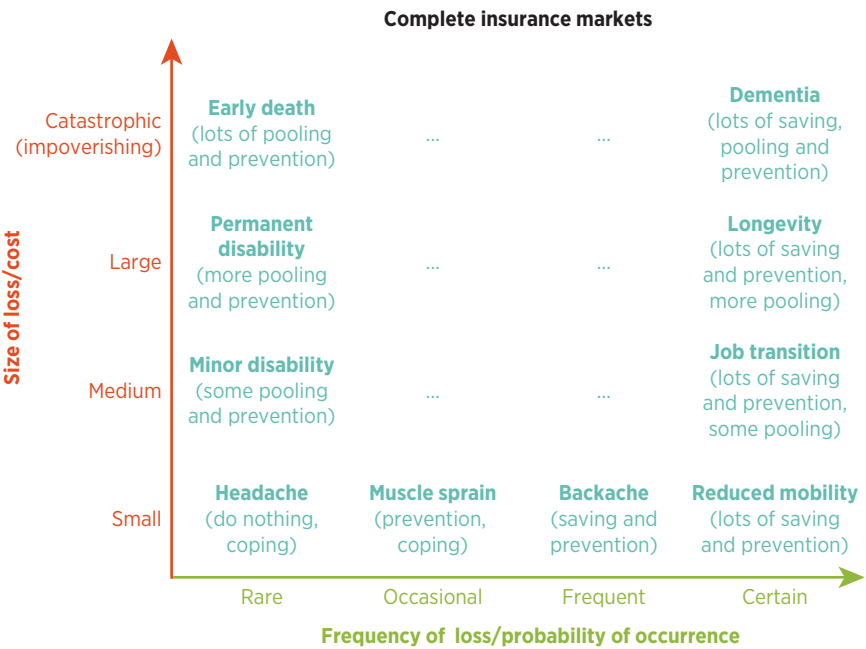 Complete insurance markets
Size of loss/cost
Catastrophic
(impoverishing)
Early death
(lots of pooling
and prevention)
...
...
Dementia
(lots of saving,
pooling and
prevention)
Large
Permanent
disability
(more pooling
and prevention)
...
...
Longevity
(lots of saving
and prevention,
more pooling)
Medium
Minor disability
(some pooling
and prevention)
...
...
Job transition
(lots of saving
and prevention,
some pooling)
Small
Headache
(do nothing,
coping)
Muscle sprain
(prevention,
coping)
Backache
(saving and
prevention)
Reduced mobility
(lots of saving
and prevention)
Rare
Occasional
Frequent
Certain
Frequency of loss/probability of occurrence